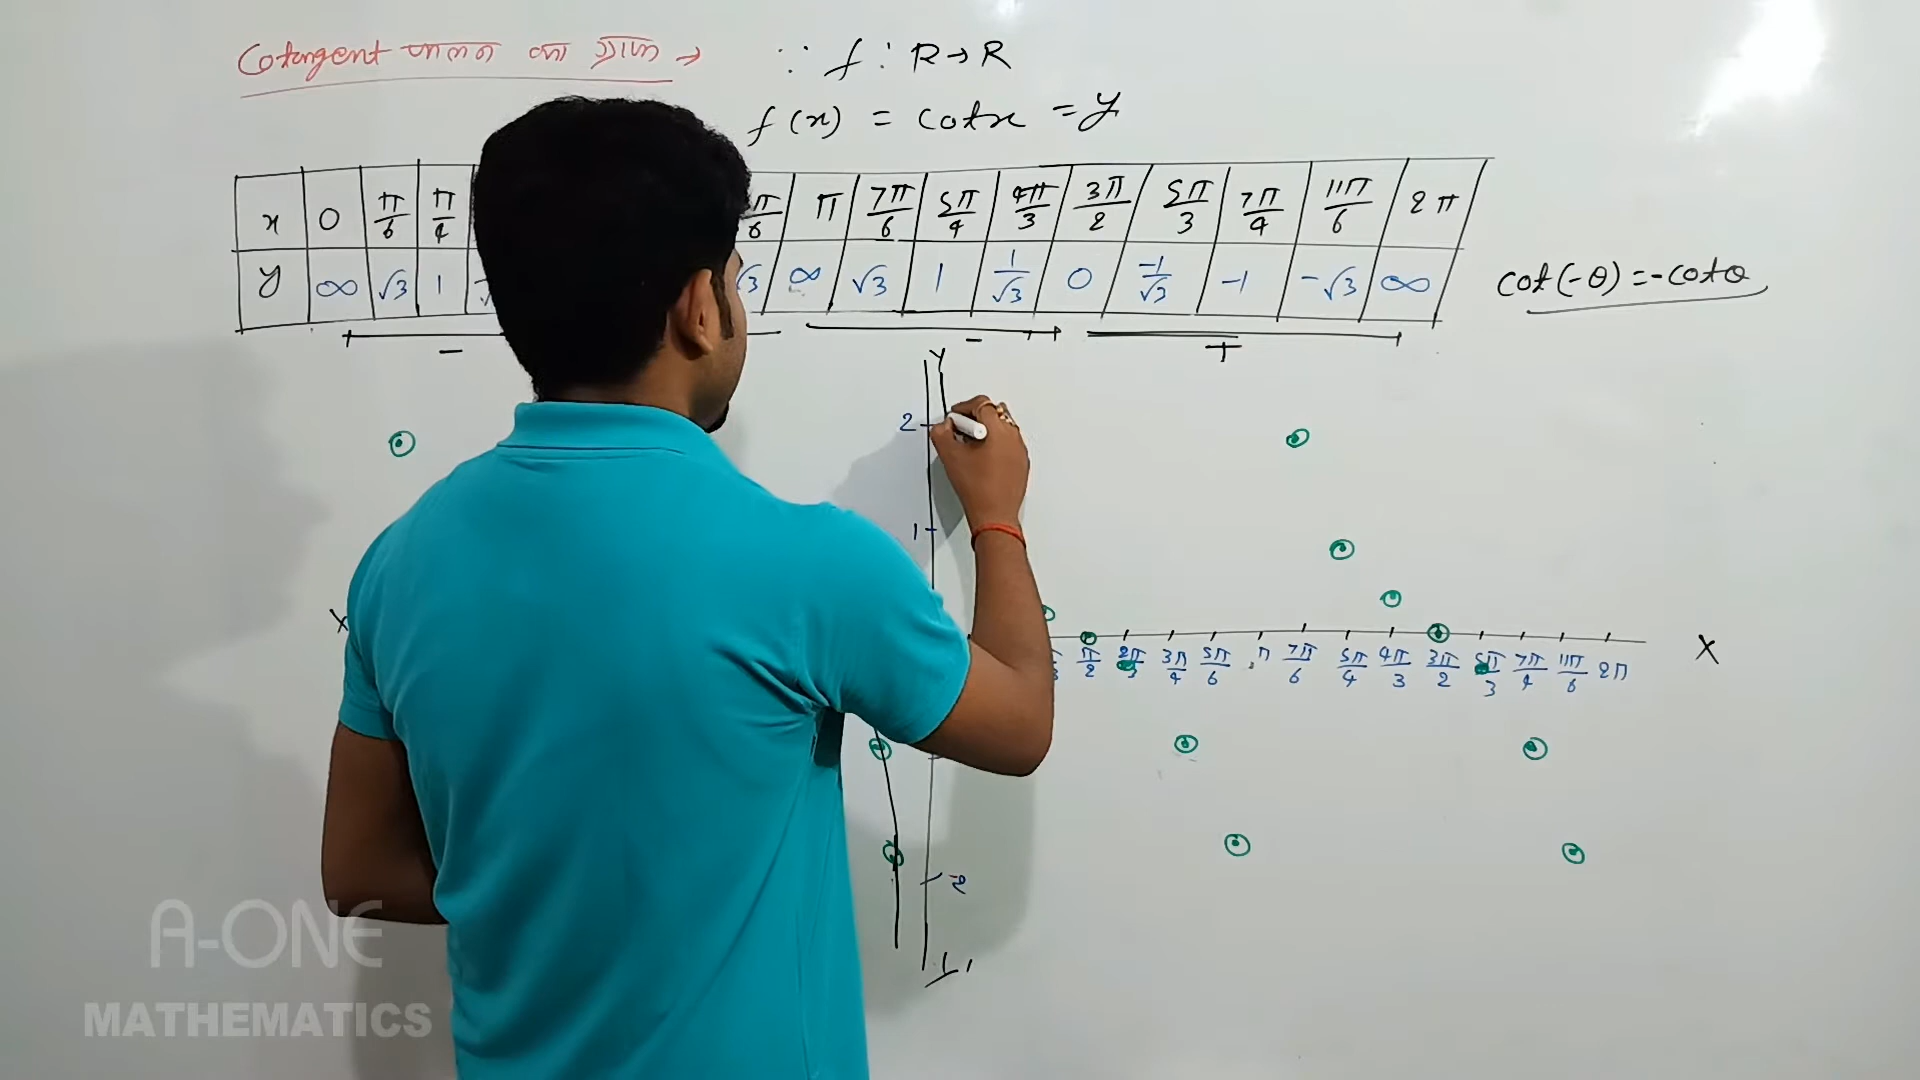 Cotangent फलन का ग्राफ →
∵ f : R→R
f(x) = cotx = y
x 0 π/6 π/4 π/6 π 7π/6 5π/4 4π/3 3π/2 5π/3 7π/4 11π/6 2π
y ∞ √3 1 √3 ∞ √3 1 1/√3 0 -1/√3 -1 -√3 ∞
cot(-θ) = -cotθ
− − +
Y
2
1
X π/2 2π/3 3π/4 5π/6 π 7π/6 5π/4 4π/3 3π/2 5π/3 7π/4 11π/6 2π X
-2
A-ONE
MATHEMATICS